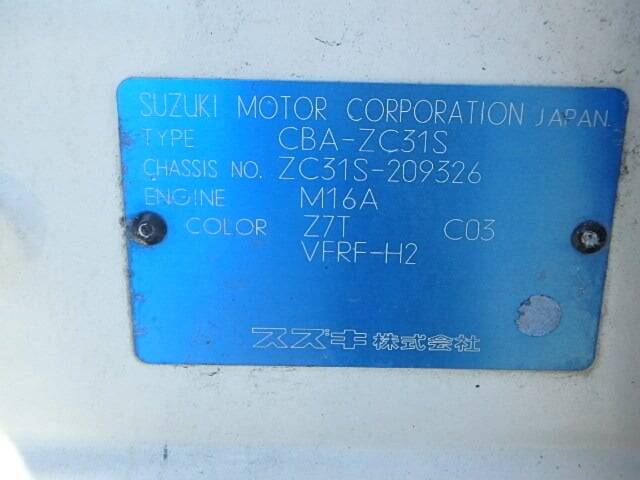 SUZUKI MOTOR CORPORATION JAPAN
TYPE CBA-ZC31S
CHASSIS NO. ZC31S-209326
ENGINE M16A
COLOR Z7T C03
VFRF-H2
スズキ株式会社